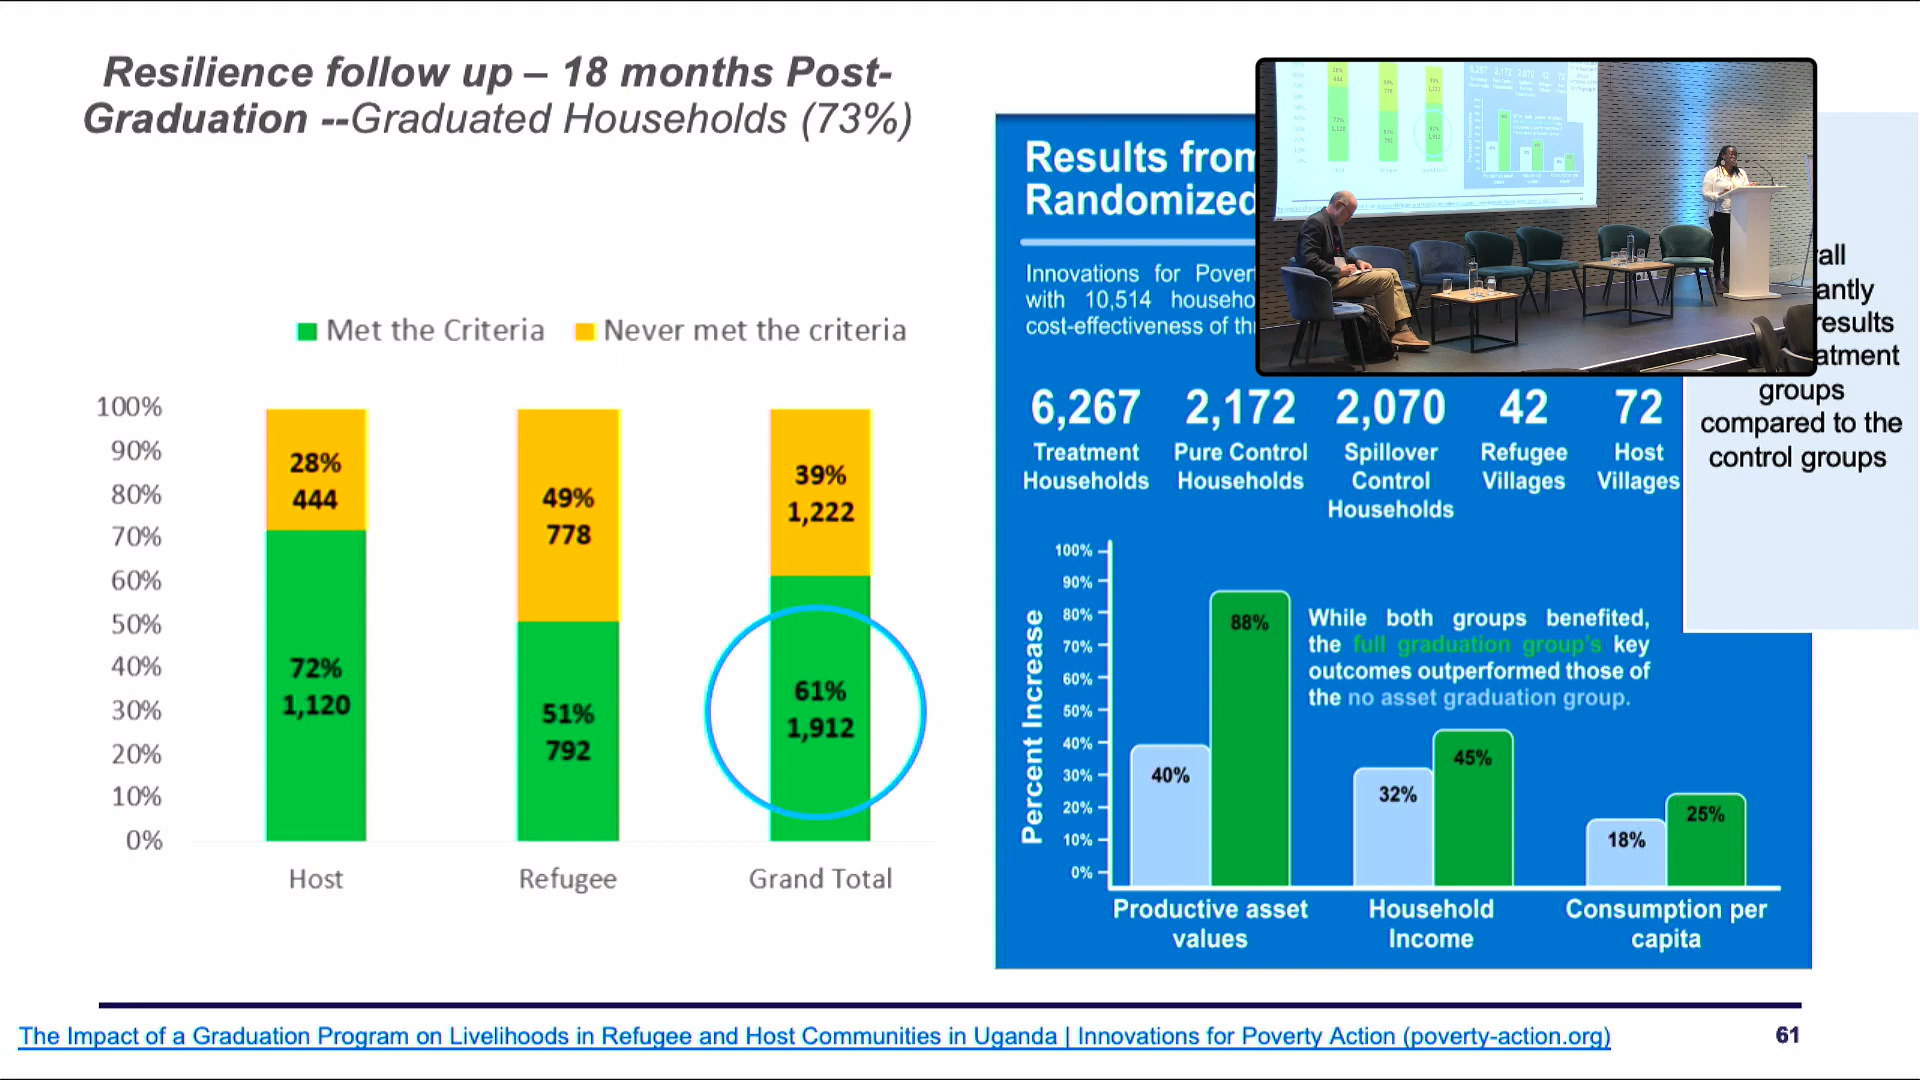 Resilience follow up – 18 months Post-
Graduation --Graduated Households (73%)
Met the Criteria
Never met the criteria
100%
90%
80%
70%
60%
50%
40%
30%
20%
10%
0%
28%
444
72%
1,120
49%
778
51%
792
39%
1,222
61%
1,912
Host
Refugee
Grand Total
Results from
Randomized
Innovations for
with 10,514
cost-effectiveness of
6,267
Treatment
Households
2,172
Pure Control
Households
2,070
Spillover
Control
Households
42
Refugee
Villages
72
Host
Villages
results
groups
compared to the
control groups
Percent Increase
100%
90%
80%
70%
60%
50%
40%
30%
20%
10%
0%
40%
88%
32%
45%
18%
25%
While both groups benefited,
the full graduation group's key
outcomes outperformed those of
the no asset graduation group.
Productive asset
values
Household
Income
Consumption per
capita
The Impact of a Graduation Program on Livelihoods in Refugee and Host Communities in Uganda | Innovations for Poverty Action (poverty-action.org)
61